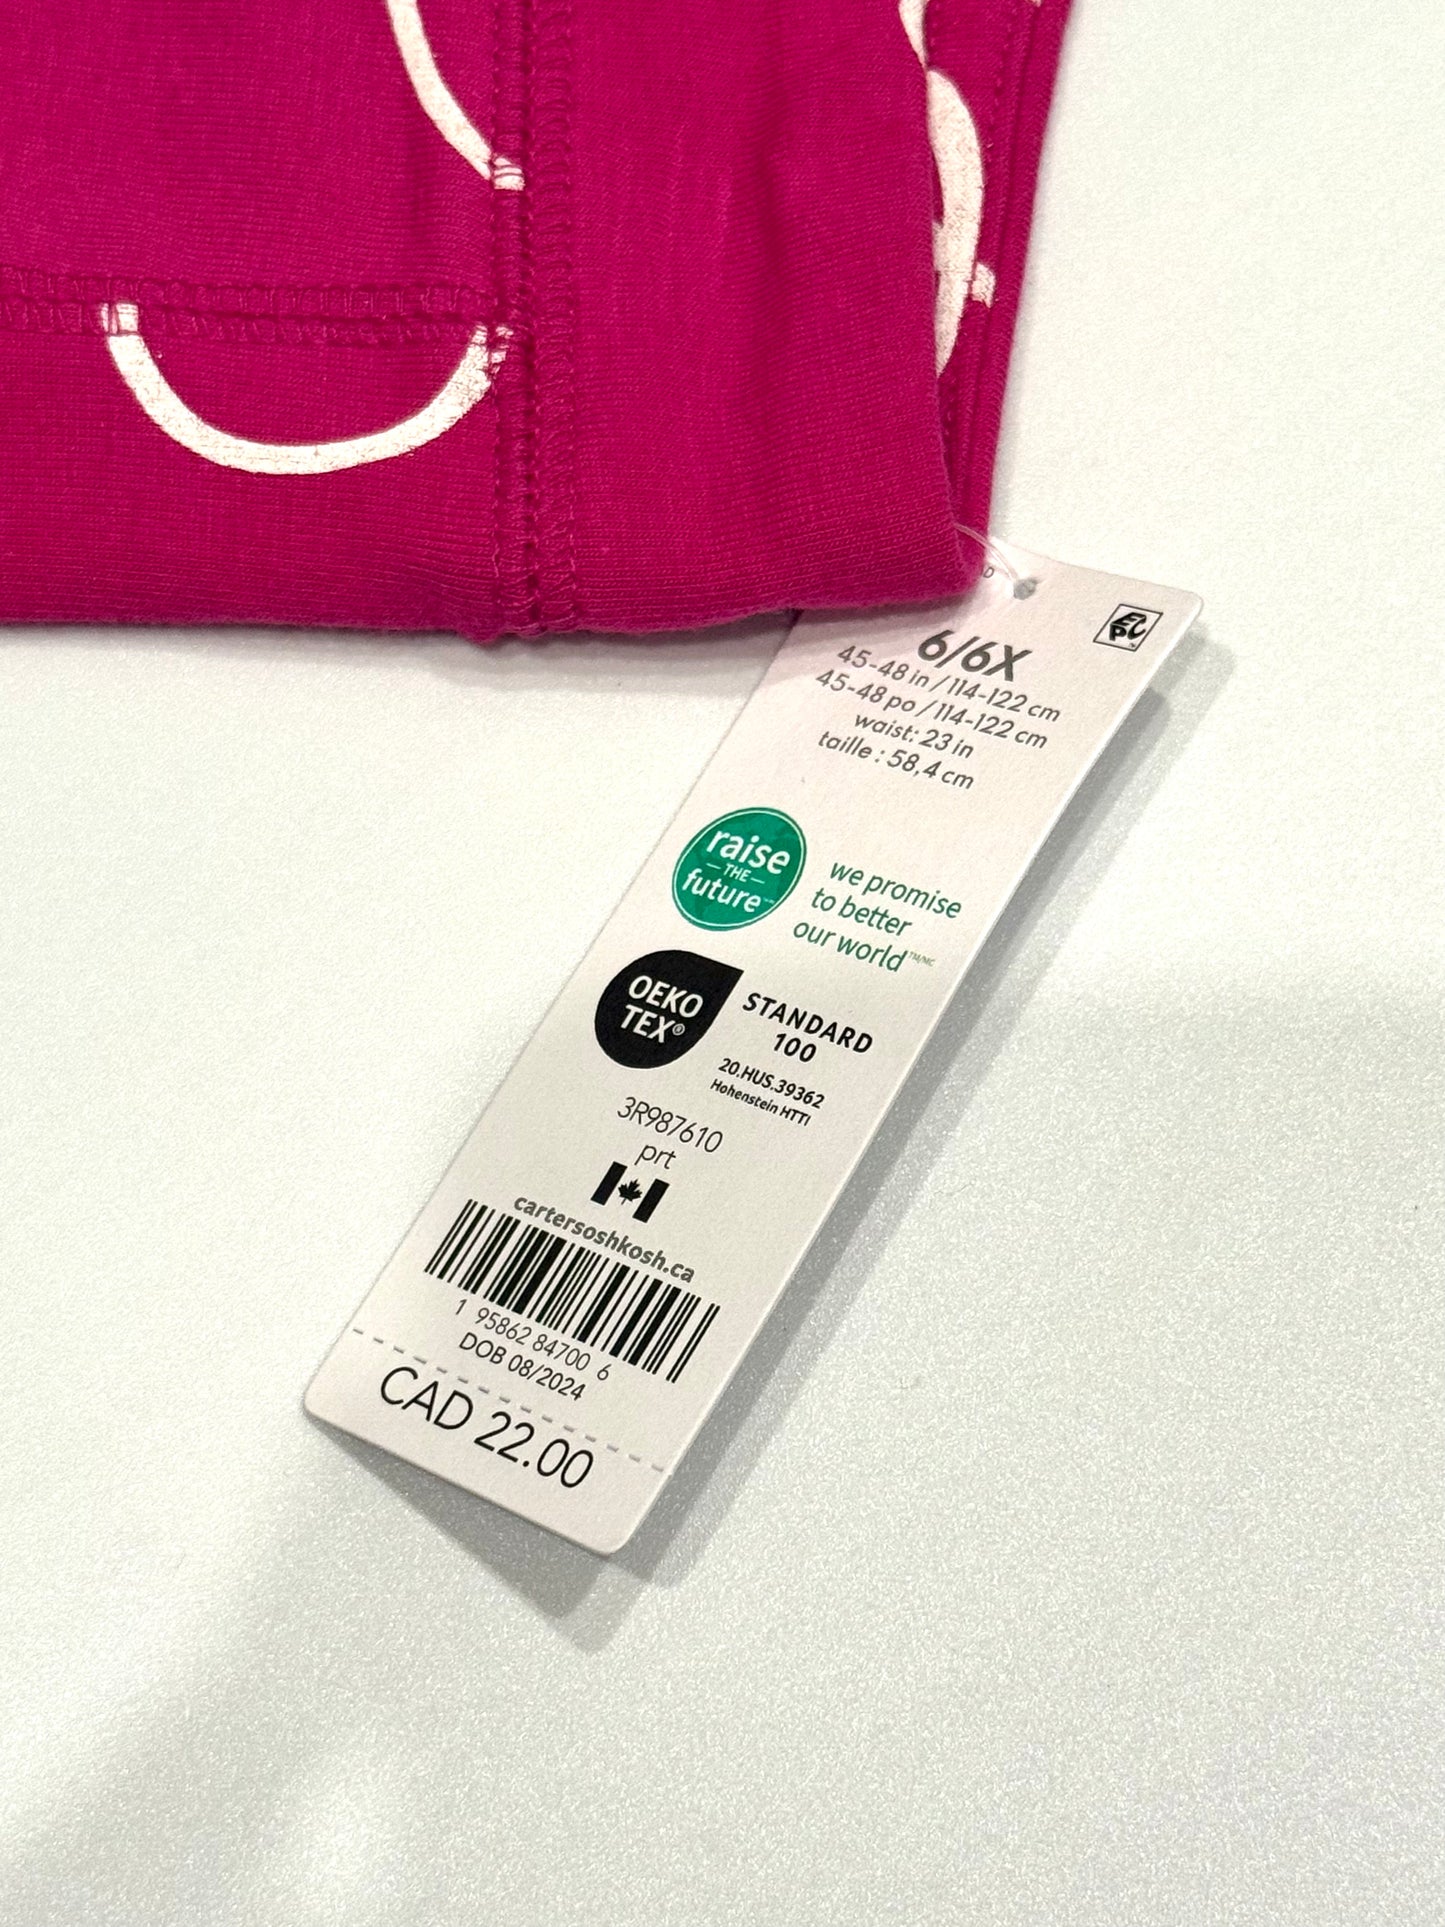 6/6X
45-48 in / 114-122 cm
45-48 po / 114-122 cm
waist: 23 in
taille : 58,4 cm
raise
THE
future
we promise
to better
our world™/MC
OEKO
TEX®
STANDARD
100
20.HUS.39362
Hohenstein HTTI
3R987610
prt
cartersoshkosh.ca
1 95862 84700 6
DOB 08/2024
CAD 22.00